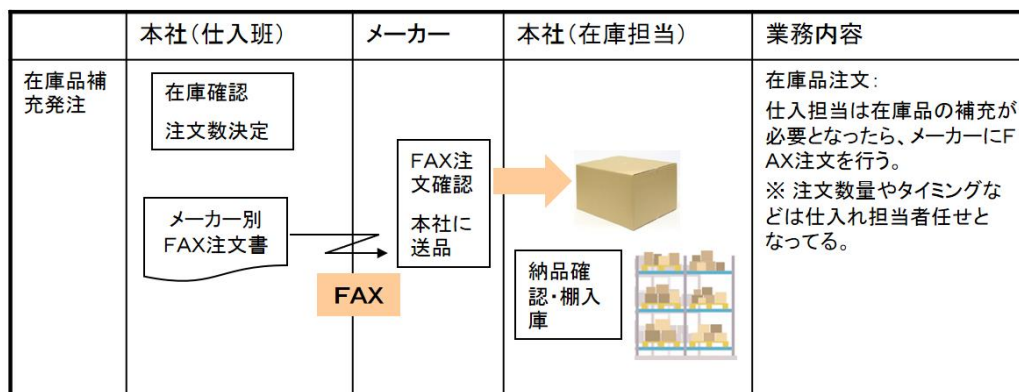 本社(仕入班)
メーカー
本社(在庫担当)
業務内容
在庫品補
充発注
在庫確認
注文数決定
メーカー別
FAX注文書
FAX
FAX注
文確認
本社に
送品
納品確
認・棚入
庫
在庫品注文:
仕入担当は在庫品の補充が
必要となったら、メーカーにF
AX注文を行う。
※ 注文数量やタイミングな
どは仕入れ担当者任せと
なってる。